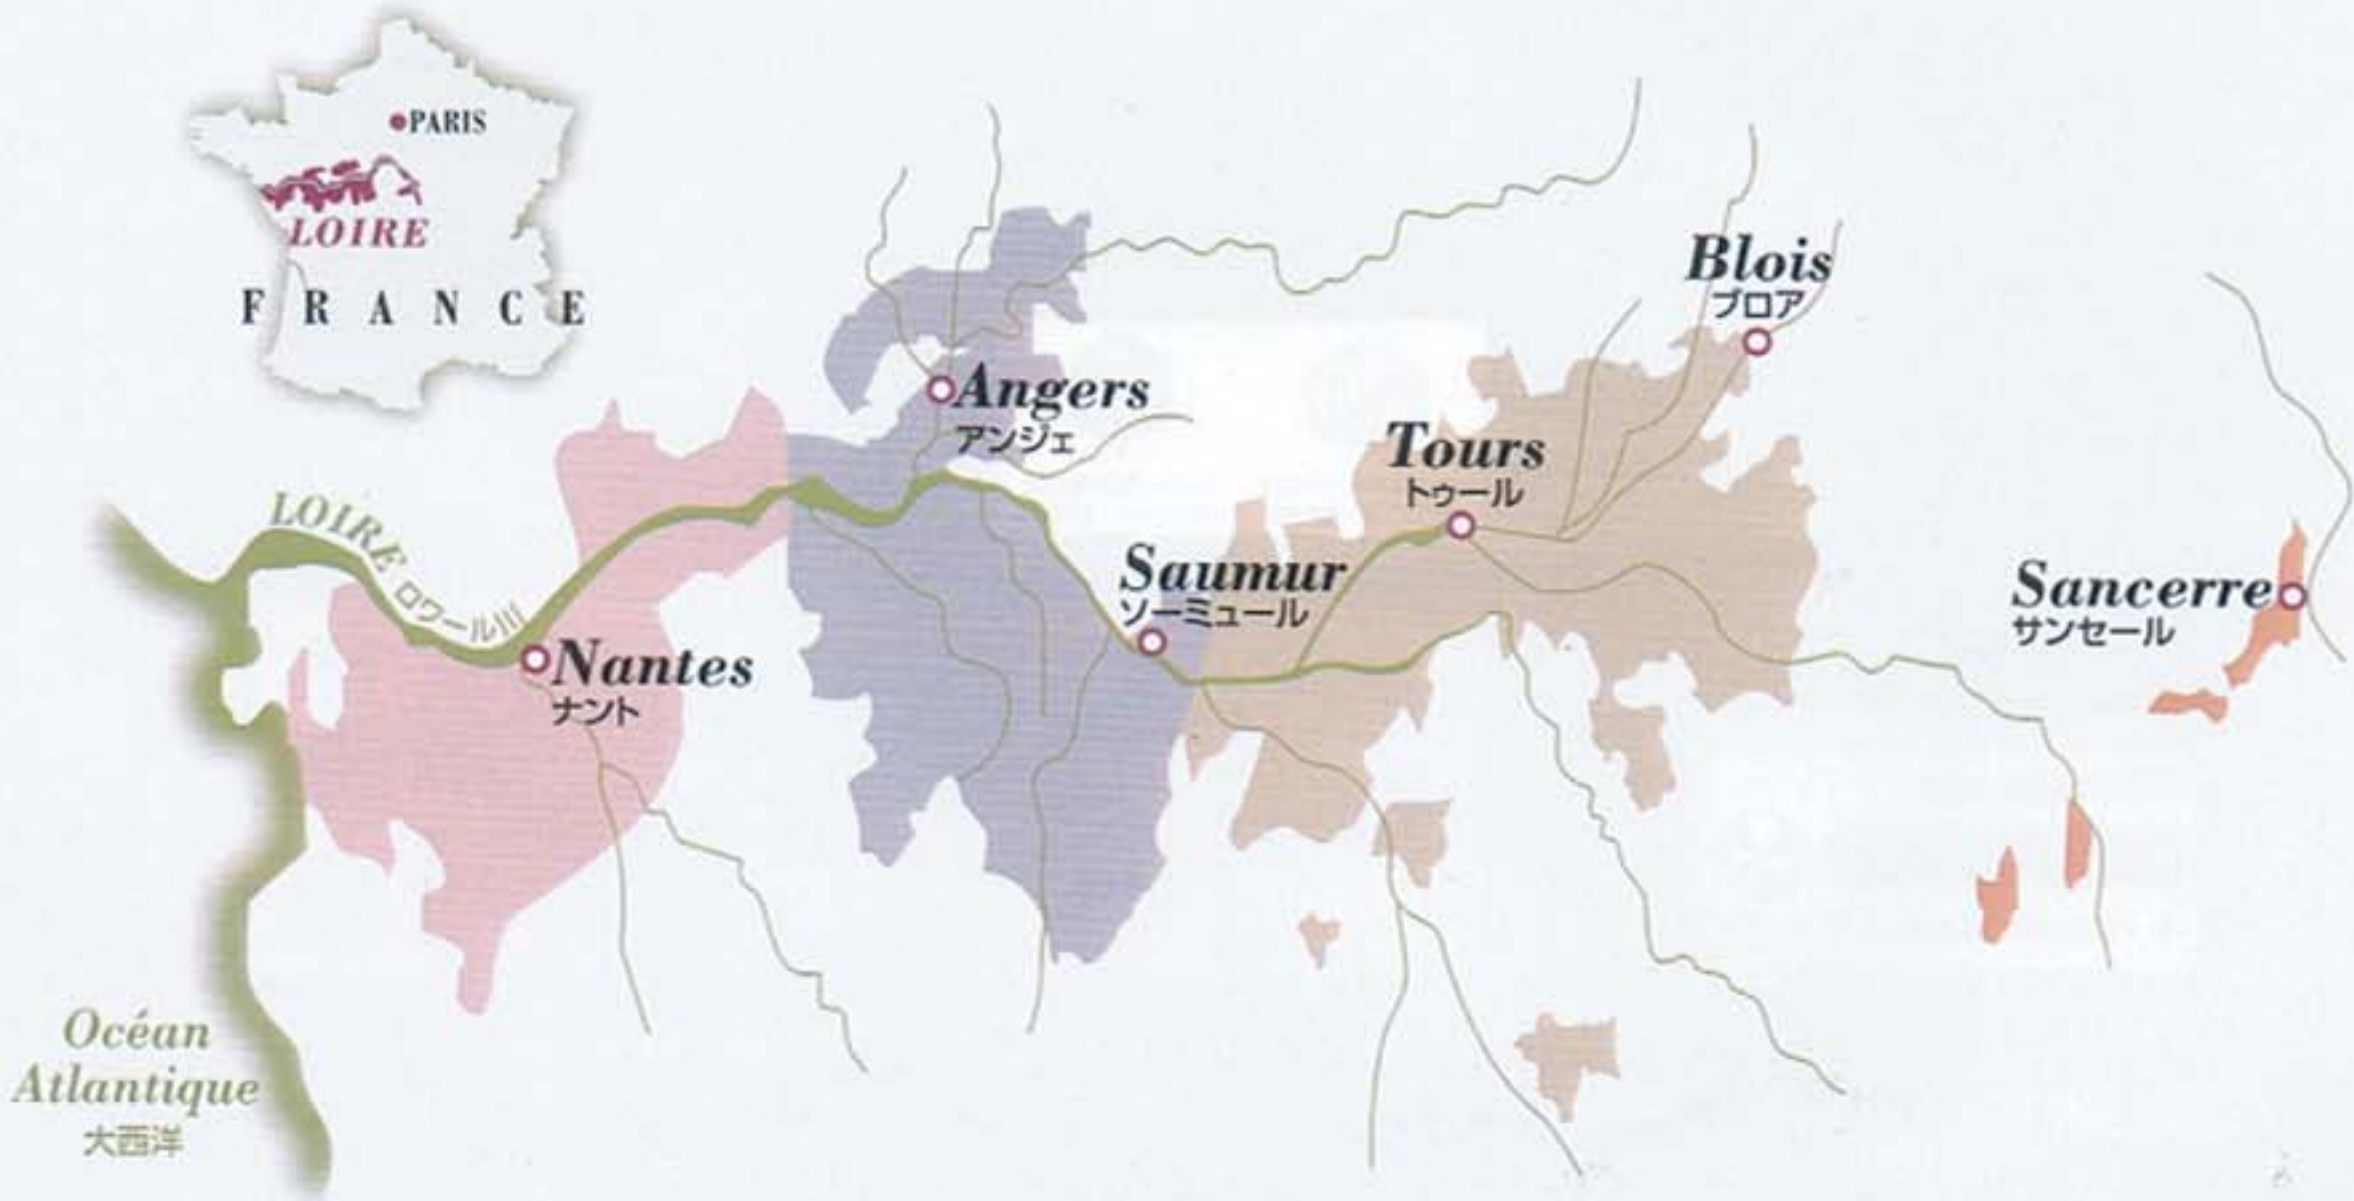 PARIS
LOIRE
FRANCE
Blois
ブロア
Angers
アンジェ
Tours
トゥール
LOIRE ロワール川
Saumur
ソーミュール
Sancerre
サンセール
Nantes
ナント
Océan
Atlantique
大西洋